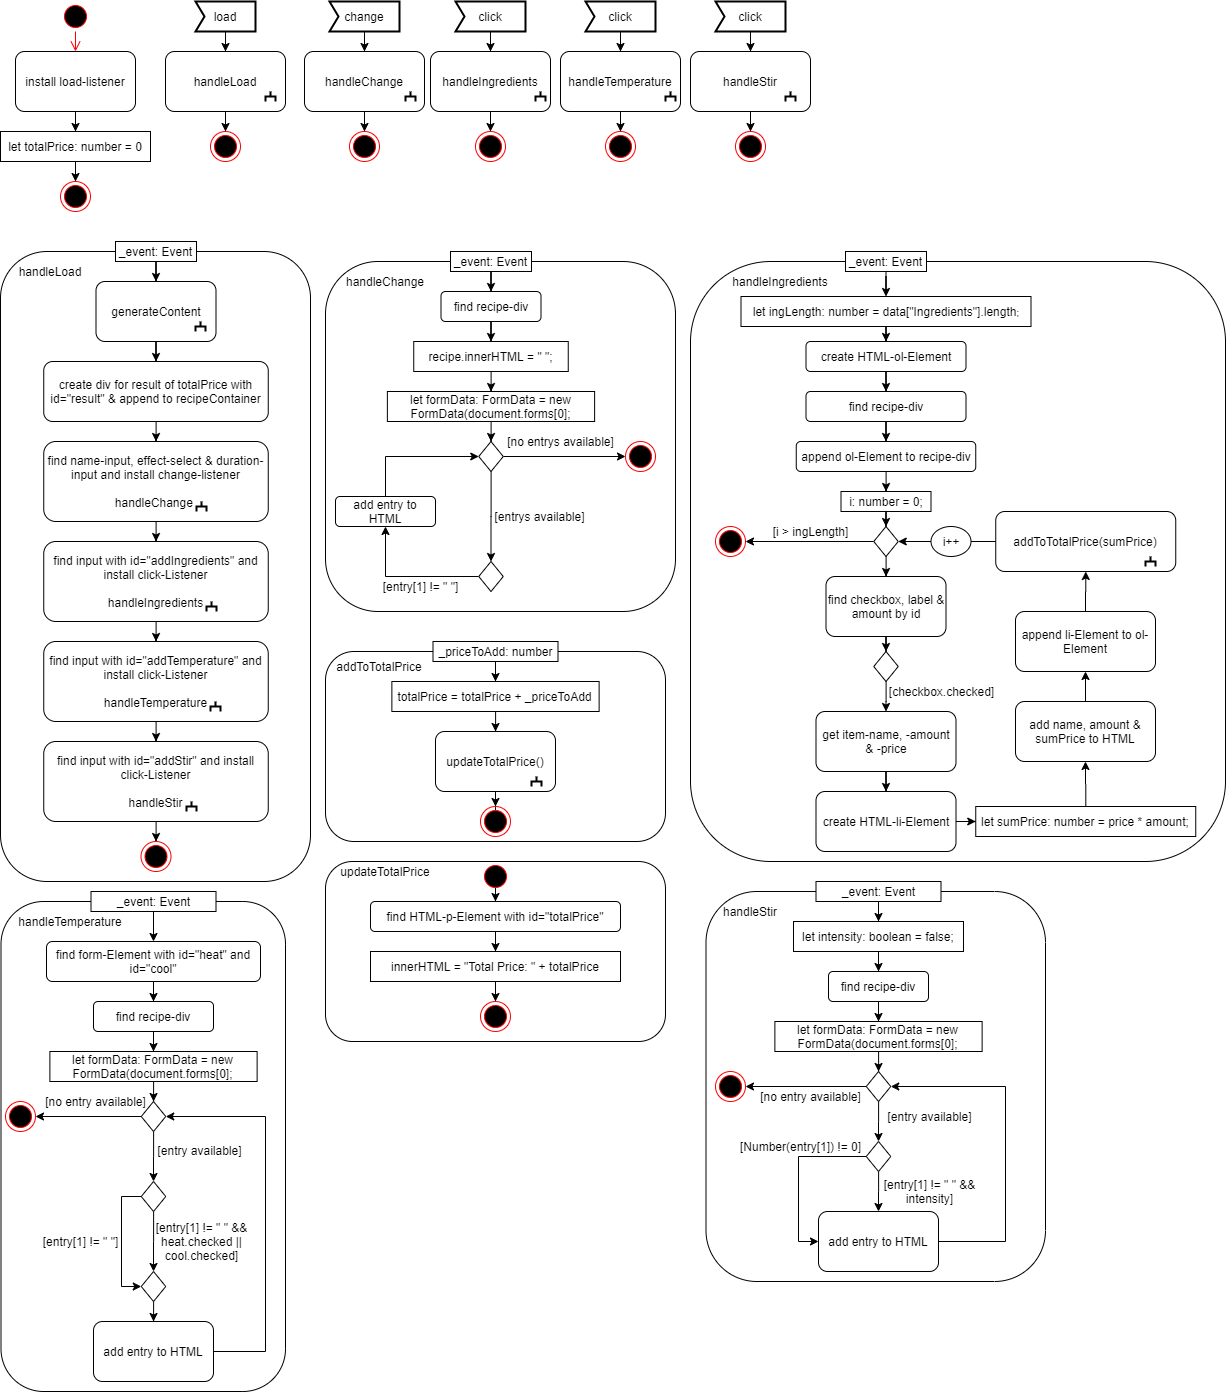 load
change
click
click
click
install load-listener
handleLoad
handleChange
handleIngredients
handleTemperature
handleStir
let totalPrice: number = 0
_event: Event
handleLoad
generateContent
create div for result of totalPrice with
id="result" & append to recipeContainer
find name-input, effect-select & duration-
input and install change-listener
handleChange
find input with id="addIngredients" and
install click-Listener
handleIngredients
find input with id="addTemperature" and
install click-Listener
handleTemperature
find input with id="addStir" and install
click-Listener
handleStir
_event: Event
handleChange
find recipe-div
recipe.innerHTML = " ";
let formData: FormData = new
FormData(document.forms[0];
[no entrys available]
add entry to
HTML
[entrys available]
[entry[1] != " "]
_event: Event
handleIngredients
let ingLength: number = data["Ingredients"].length;
create HTML-ol-Element
find recipe-div
append ol-Element to recipe-div
i: number = 0;
[i > ingLength]
i++
addToTotalPrice(sumPrice)
find checkbox, label &
amount by id
append li-Element to ol-
Element
[checkbox.checked]
get item-name, -amount
& -price
add name, amount &
sumPrice to HTML
create HTML-li-Element
let sumPrice: number = price * amount;
_priceToAdd: number
addToTotalPrice
totalPrice = totalPrice + _priceToAdd
updateTotalPrice()
updateTotalPrice
find HTML-p-Element with id="totalPrice"
innerHTML = "Total Price: " + totalPrice
_event: Event
handleTemperature
find form-Element with id="heat" and
id="cool"
find recipe-div
let formData: FormData = new
FormData(document.forms[0];
[no entry available]
[entry available]
[entry[1] != " "]
[entry[1] != " " &&
heat.checked ||
cool.checked]
add entry to HTML
_event: Event
handleStir
let intensity: boolean = false;
find recipe-div
let formData: FormData = new
FormData(document.forms[0];
[no entry available]
[entry available]
[Number(entry[1]) != 0]
[entry[1] != " " &&
intensity]
add entry to HTML